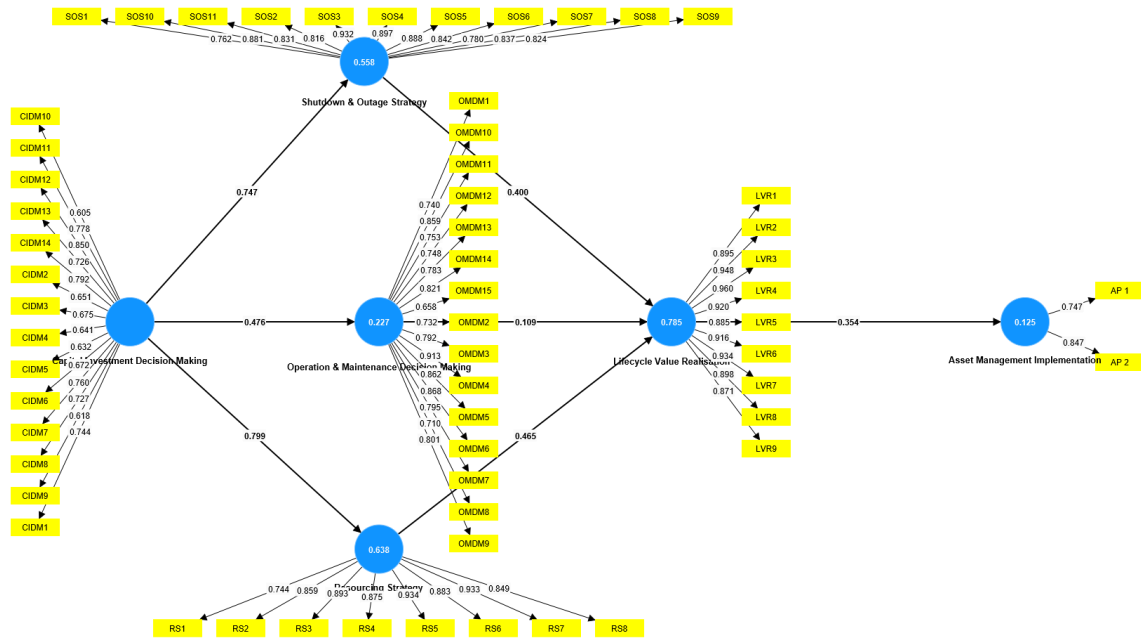 SOS1 SOS10 SOS11 SOS2 SOS3 SOS4 SOS5 SOS6 SOS7 SOS8 SOS9
0.762 0.881 0.831 0.816 0.932 0.897 0.888 0.842 0.780 0.837 0.824
0.558
Shutdown & Outage Strategy
CIDM10
CIDM11
CIDM12
CIDM13
CIDM14
CIDM2
CIDM3
CIDM4
CIDM5
CIDM6
CIDM7
CIDM8
CIDM9
CIDM1
0.605
0.778
0.850
0.726
0.792
0.651
0.675
0.641
0.632
0.672
0.760
0.727
0.618
0.744
Capital Investment Decision Making
0.747
0.476
0.799
OMDM1
OMDM10
OMDM11
OMDM12
OMDM13
OMDM14
OMDM15
OMDM2
OMDM3
OMDM4
OMDM5
OMDM6
OMDM7
OMDM8
OMDM9
0.740
0.859
0.753
0.748
0.783
0.821
0.658
0.732
0.792
0.913
0.862
0.868
0.795
0.710
0.801
0.227
Operation & Maintenance Decision Making
0.400
0.109
0.465
0.785
Lifecycle Value Realisation
LVR1
LVR2
LVR3
LVR4
LVR5
LVR6
LVR7
LVR8
LVR9
0.895
0.948
0.960
0.920
0.885
0.916
0.934
0.898
0.871
0.354
0.125
Asset Management Implementation
0.747
0.847
AP 1
AP 2
0.638
Resourcing Strategy
0.744 0.859 0.893 0.875 0.934 0.883 0.933 0.849
RS1 RS2 RS3 RS4 RS5 RS6 RS7 RS8